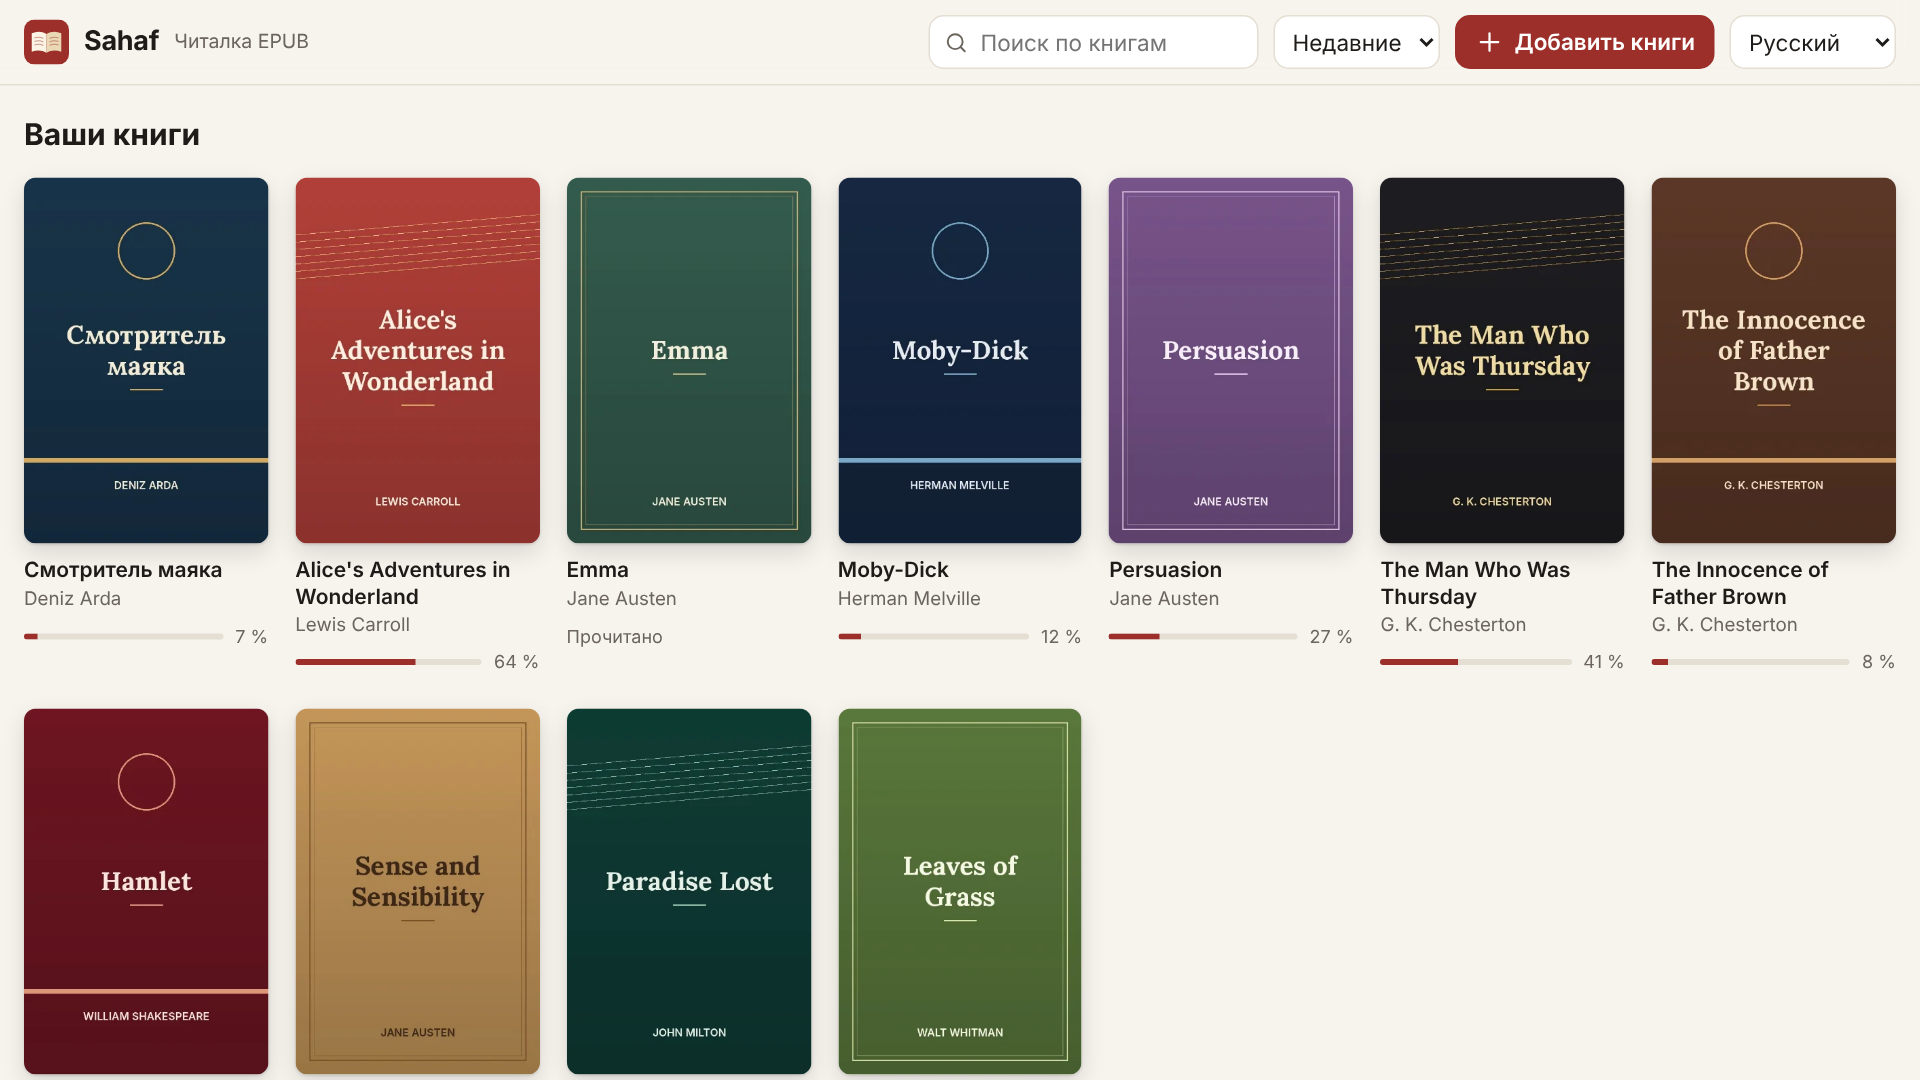 Sahaf Читалка EPUB
Поиск по книгам
Недавние
Добавить книги
Русский
Ваши книги
Смотритель
маяка
DENIZ ARDA
Alice's
Adventures in
Wonderland
LEWIS CARROLL
Emma
JANE AUSTEN
Moby-Dick
HERMAN MELVILLE
Persuasion
JANE AUSTEN
The Man Who
Was Thursday
G. K. CHESTERTON
The Innocence
of Father
Brown
G. K. CHESTERTON
Смотритель маяка
Deniz Arda
7 %
Alice's Adventures in
Wonderland
Lewis Carroll
64 %
Emma
Jane Austen
Прочитано
Moby-Dick
Herman Melville
12 %
Persuasion
Jane Austen
27 %
The Man Who Was
Thursday
G. K. Chesterton
41 %
The Innocence of
Father Brown
G. K. Chesterton
8 %
Hamlet
WILLIAM SHAKESPEARE
Sense and
Sensibility
JANE AUSTEN
Paradise Lost
JOHN MILTON
Leaves of
Grass
WALT WHITMAN